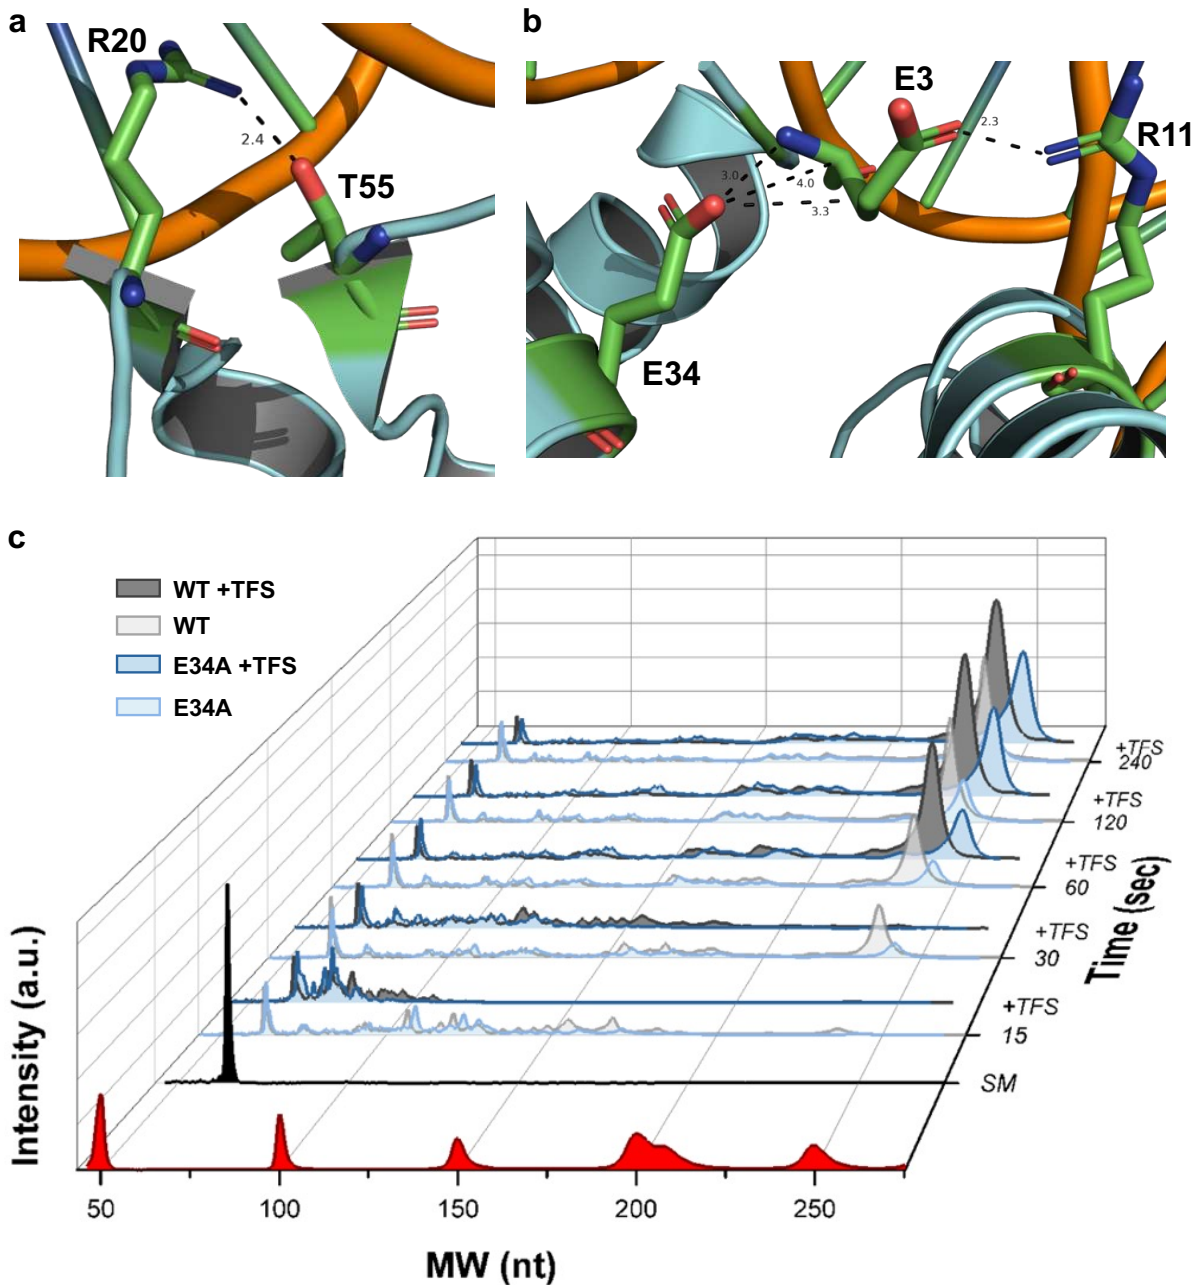 a
b
R20
2.4
T55
E3
2.3
R11
3.0
4.0
3.3
E34
c
WT +TFS
WT
E34A +TFS
E34A
+TFS
240
+TFS
120
+TFS
60
+TFS
30
+TFS
15
SM
Time (sec)
Intensity (a.u.)
50 100 150 200 250
MW (nt)